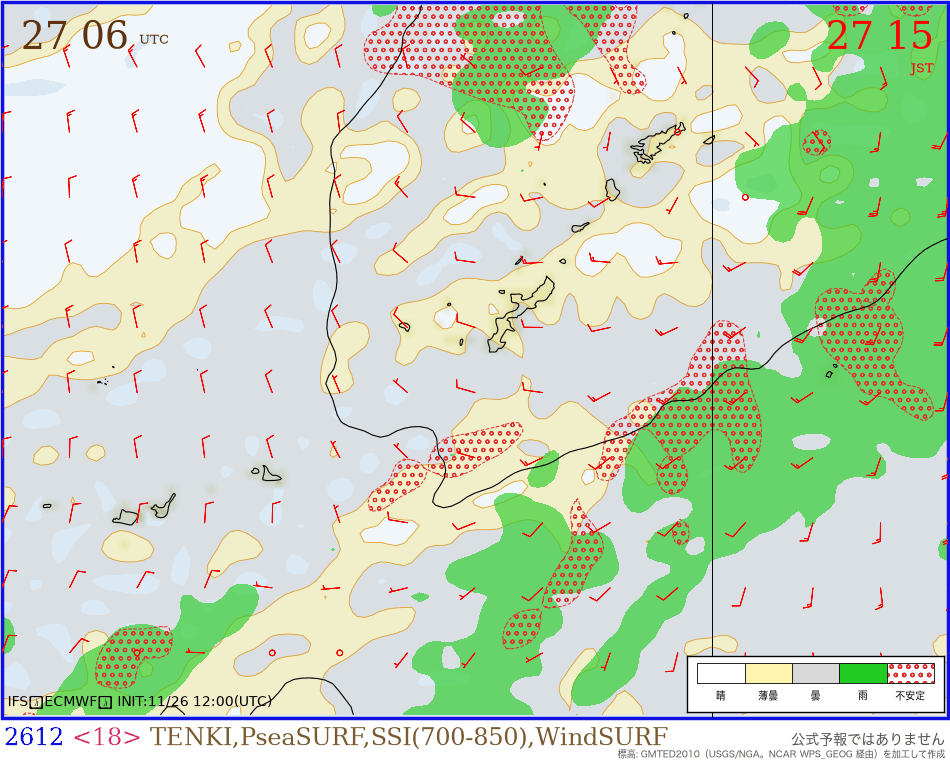 27 06 UTC
27 15
JST
晴
薄曇
曇
雨
不安定
IFS□ECMWF□ INIT:11/26 12:00(UTC)
2612 <18> TENKI,PseaSURF,SSI(700-850),WindSURF
公式予報ではありません
標高: GMTED2010（USGS/NGA。NCAR WPS_GEOG 経由）を加工して作成